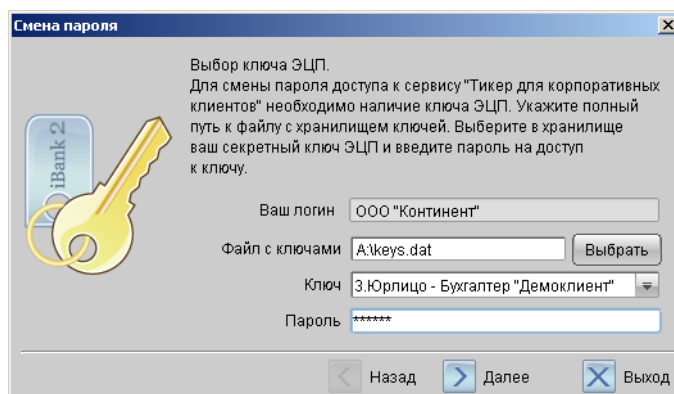 Смена пароля
Выбор ключа ЭЦП.
Для смены пароля доступа к сервису "Тикер для корпоративных
клиентов" необходимо наличие ключа ЭЦП. Укажите полный
путь к файлу с хранилищем ключей. Выберите в хранилище
ваш секретный ключ ЭЦП и введите пароль на доступ
к ключу.
iBank 2
Ваш логин ООО "Континент"
Файл с ключами A:\keys.dat Выбрать
Ключ 3.Юрлицо - Бухгалтер "Демоклиент"
Пароль ******
Назад Далее Выход